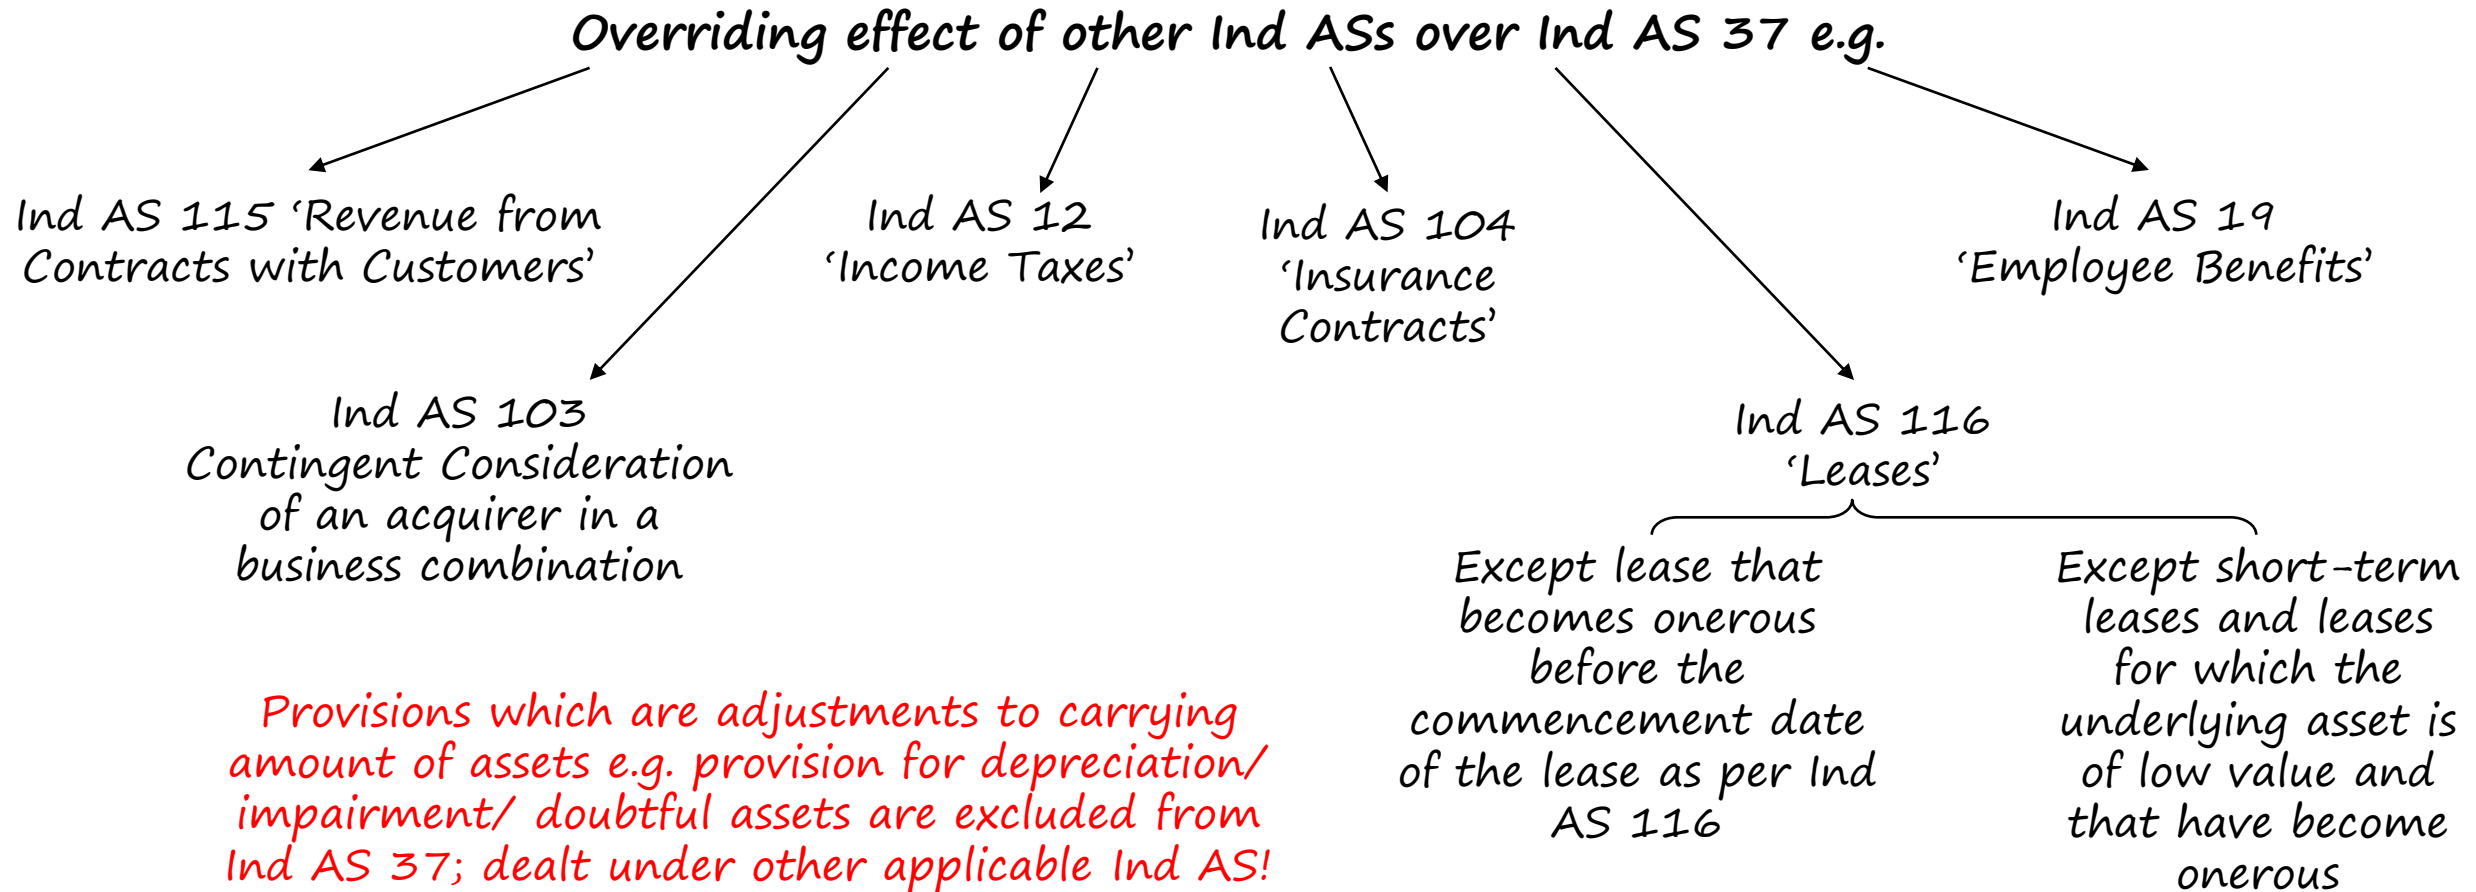 Overriding effect of other Ind ASs over Ind AS 37 e.g.
Ind AS 115 ‘Revenue from
Contracts with Customers’
Ind AS 12
‘Income Taxes’
Ind AS 104
‘Insurance
Contracts’
Ind AS 19
‘Employee Benefits’
Ind AS 103
Contingent Consideration
of an acquirer in a
business combination
Ind AS 116
‘Leases’
Except lease that
becomes onerous
before the
commencement date
of the lease as per Ind
AS 116
Except short-term
leases and leases
for which the
underlying asset is
of low value and
that have become
onerous
Provisions which are adjustments to carrying
amount of assets e.g. provision for depreciation/
impairment/ doubtful assets are excluded from
Ind AS 37; dealt under other applicable Ind AS!